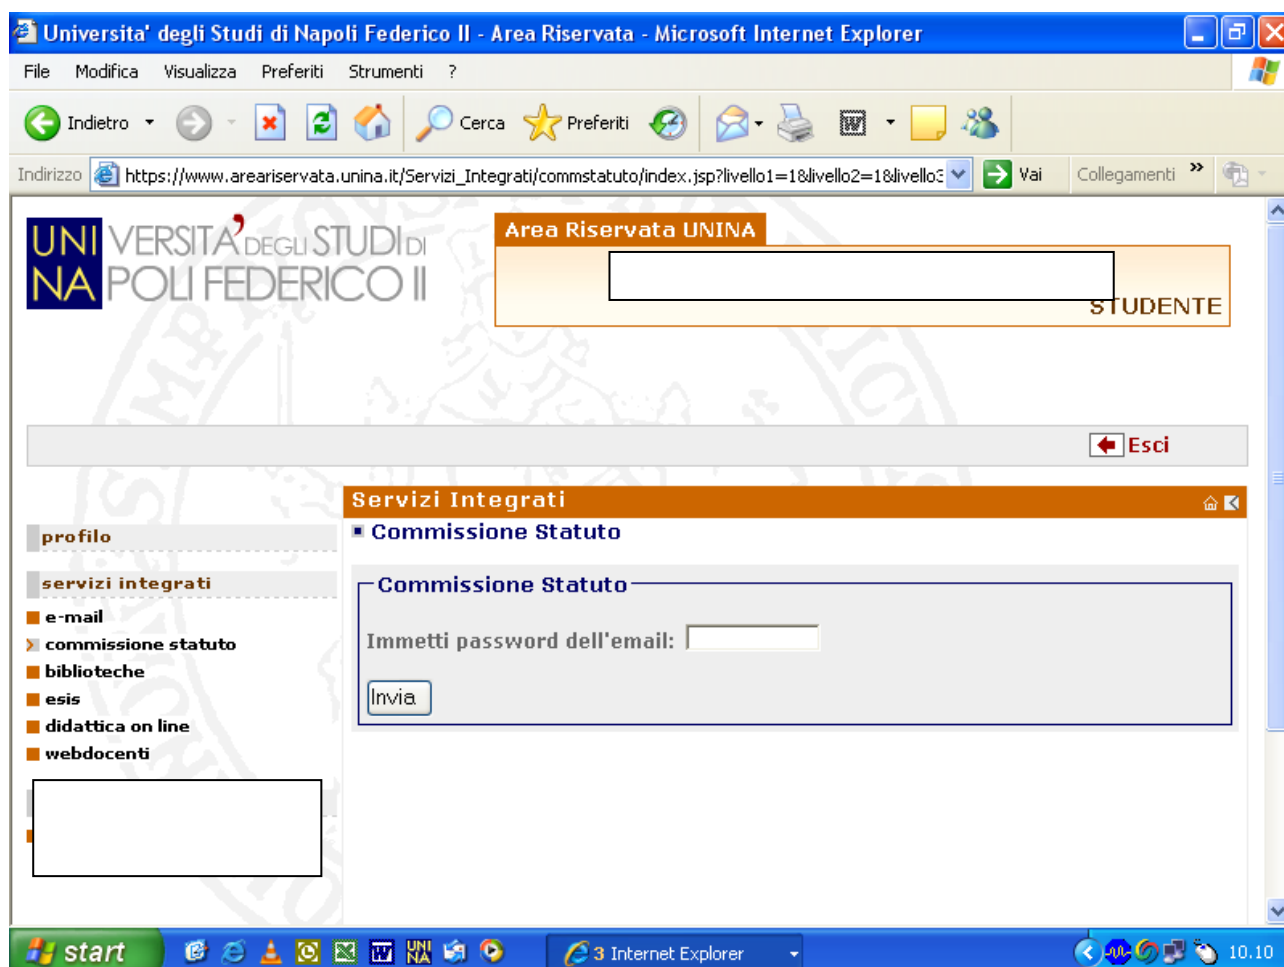 Universita' degli Studi di Napoli Federico II - Area Riservata - Microsoft Internet Explorer
File Modifica Visualizza Preferiti Strumenti ?
Indietro Cerca Preferiti
Indirizzo https://www.areariservata.unina.it/Servizi_Integrati/commstatuto/index.jsp?livello1=1&livello2=1&livello3 Vai Collegamenti »
UNIVERSITA' DEGLI STUDI DI
NAPOLI FEDERICO II
Area Riservata UNINA
STUDENTE
Esci
Servizi Integrati
profilo
Commissione Statuto
servizi integrati
Commissione Statuto
e-mail
commissione statuto
Immetti password dell'email:
biblioteche
esis
Invia
didattica on line
webdocenti
start UNI NA 3 Internet Explorer 10.10